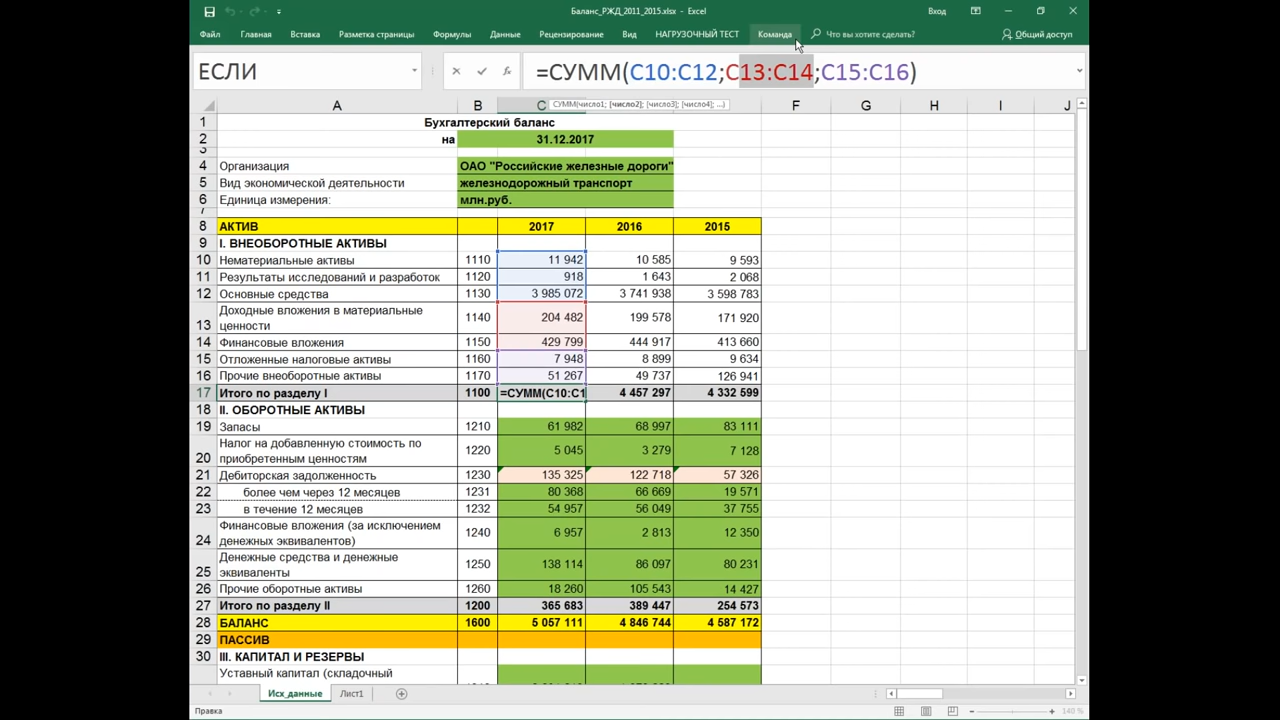 Баланс_РЖД_2011_2015.xlsx - Excel
Вход
Файл Главная Вставка Разметка страницы Формулы Данные Рецензирование Вид НАГРУЗОЧНЫЙ ТЕСТ Команда Что вы хотите сделать? Общий доступ
ЕСЛИ =СУММ(C10:C12;C13:C14;C15:C16)
СУММ(число1; [число2]; [число3]; [число4]; ...)
A B C F G H I J
1 Бухгалтерский баланс
2 на 31.12.2017
3
4 Организация ОАО "Российские железные дороги"
5 Вид экономической деятельности железнодорожный транспорт
6 Единица измерения: млн.руб.
7
8 АКТИВ 2017 2016 2015
9 I. ВНЕОБОРОТНЫЕ АКТИВЫ
10 Нематериальные активы 1110 11 942 10 585 9 593
11 Результаты исследований и разработок 1120 918 1 643 2 068
12 Основные средства 1130 3 985 072 3 741 938 3 598 783
Доходные вложения в материальные
13 ценности 1140 204 482 199 578 171 920
14 Финансовые вложения 1150 429 799 444 917 413 660
15 Отложенные налоговые активы 1160 7 948 8 899 9 634
16 Прочие внеоборотные активы 1170 51 267 49 737 126 941
17 Итого по разделу I 1100 =СУММ(C10:C1 4 457 297 4 332 599
18 II. ОБОРОТНЫЕ АКТИВЫ
19 Запасы 1210 61 982 68 997 83 111
Налог на добавленную стоимость по
20 приобретенным ценностям 1220 5 045 3 279 7 128
21 Дебиторская задолженность 1230 135 325 122 718 57 326
22 более чем через 12 месяцев 1231 80 368 66 669 19 571
23 в течение 12 месяцев 1232 54 957 56 049 37 755
Финансовые вложения (за исключением
24 денежных эквивалентов) 1240 6 957 2 813 12 350
Денежные средства и денежные
25 эквиваленты 1250 138 114 86 097 80 231
26 Прочие оборотные активы 1260 18 260 105 543 14 427
27 Итого по разделу II 1200 365 683 389 447 254 573
28 БАЛАНС 1600 5 057 111 4 846 744 4 587 172
29 ПАССИВ
30 III. КАПИТАЛ И РЕЗЕРВЫ
Уставный капитал (складочный
Исх_данные Лист1
Правка 140 %